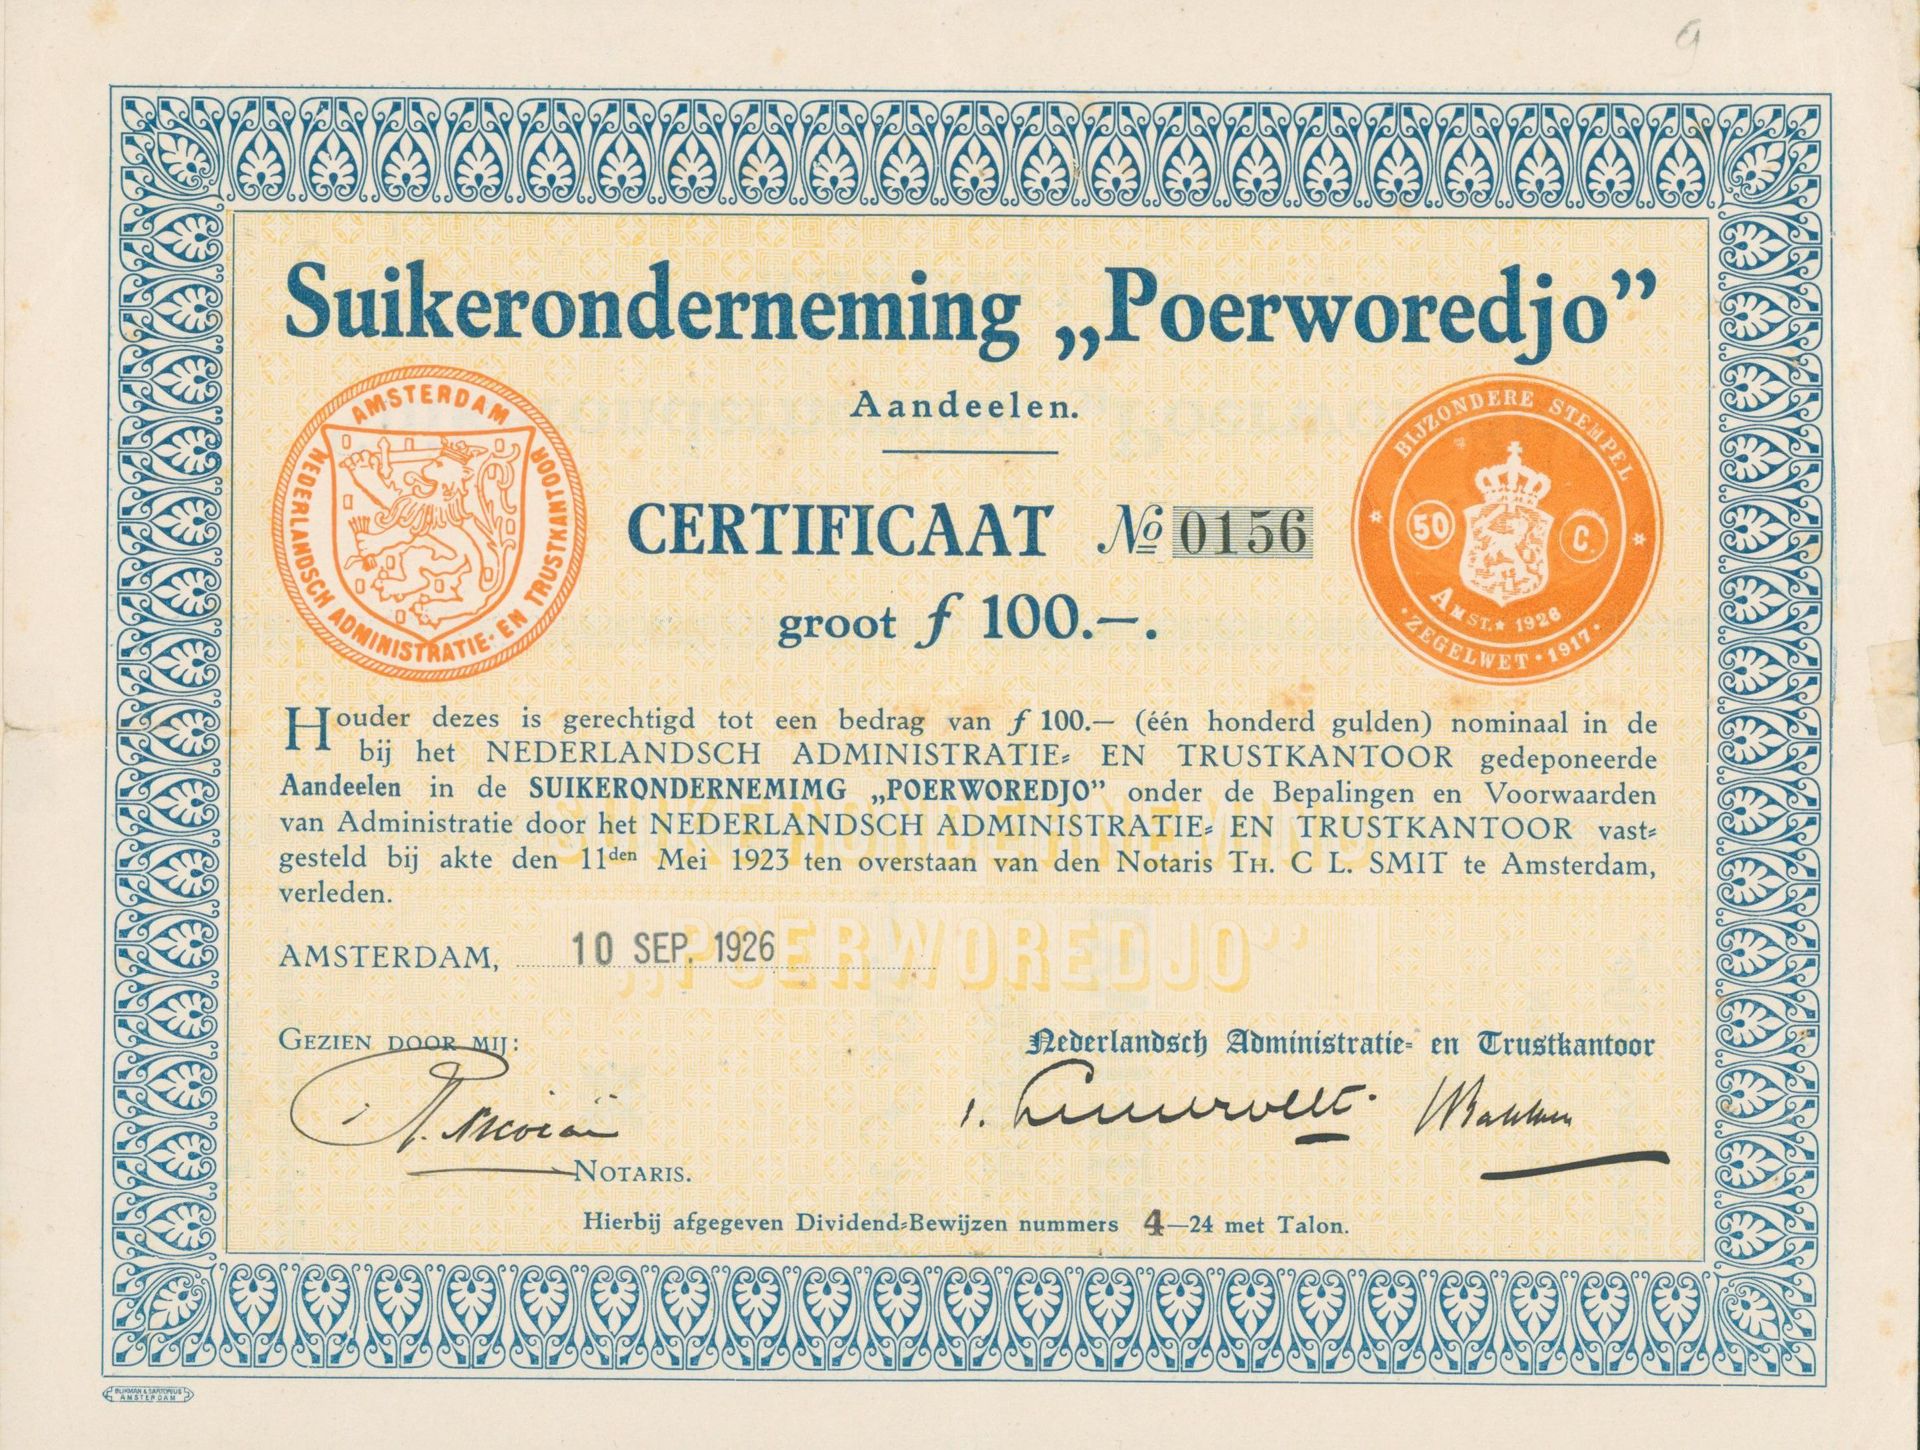 Suikeronderneming „Poerworedjo”
Aandeelen.
AMSTERDAM
NEDERLANDSCH ADMINISTRATIE- EN TRUSTKANTOOR
BIJZONDERE STEMPEL
50 C.
AMST.★ 1926
ZEGELWET • 1917
CERTIFICAAT No 0156
groot f 100.—.
Houder dezes is gerechtigd tot een bedrag van f 100.— (één honderd gulden) nominaal in de
bij het NEDERLANDSCH ADMINISTRATIE- EN TRUSTKANTOOR gedeponeerde
Aandeelen in de SUIKERONDERNEMIMG „POERWOREDJO” onder de Bepalingen en Voorwaarden
van Administratie door het NEDERLANDSCH ADMINISTRATIE- EN TRUSTKANTOOR vast-
gesteld bij akte den 11den Mei 1923 ten overstaan van den Notaris TH. C L. SMIT te Amsterdam,
verleden.
SUIKERONDERNEMING
„POERWOREDJO”
AMSTERDAM, 10 SEP. 1926
GEZIEN DOOR MIJ:
Nederlandsch Administratie- en Trustkantoor
NOTARIS.
Hierbij afgegeven Dividend-Bewijzen nummers 4—24 met Talon.
BLIKMAN & SARTORIUS
AMSTERDAM